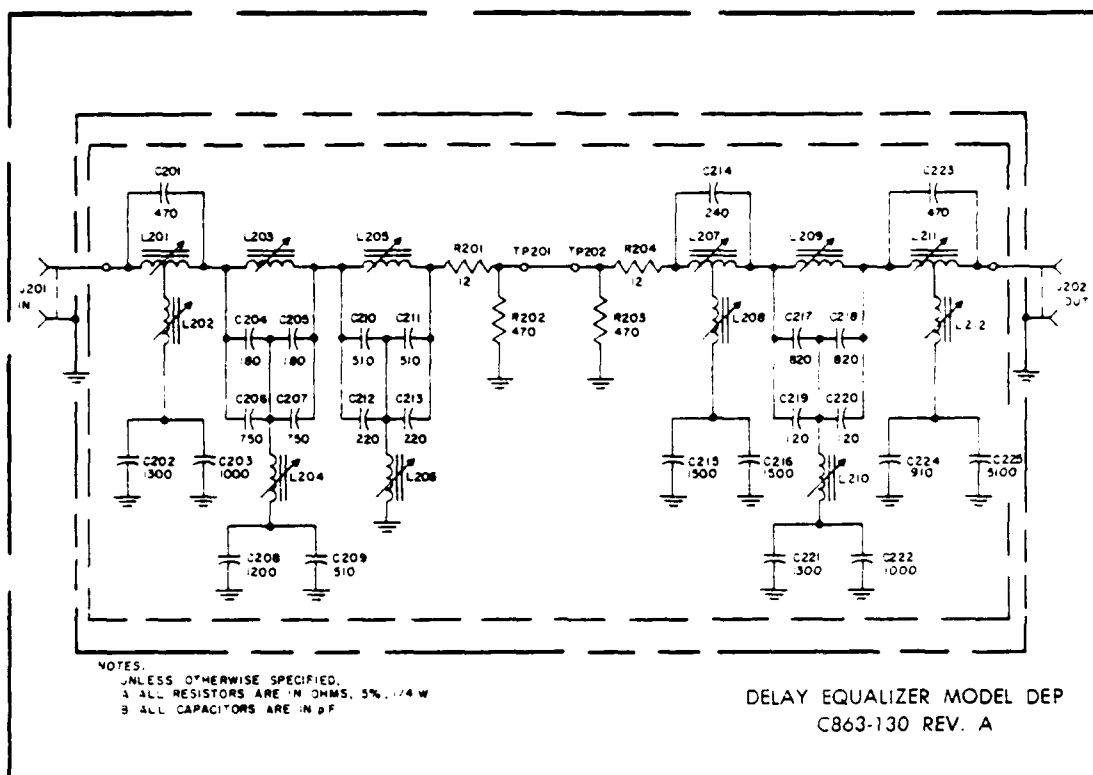 C201
470
L201
L203
L205
R201
12
TP201
TP202
R204
12
C214
240
L207
L209
C223
470
L211
IN
OUT
L202
C204
180
C205
180
C210
510
C211
510
R202
470
R203
470
L208
C217
820
C218
820
C206
750
C207
750
C212
220
C213
220
C219
120
C220
120
C202
1300
C203
1000
L204
L206
C215
1500
C216
1500
L210
C224
910
C225
5100
C208
1200
C209
510
C221
1300
C222
1000
NOTES:
UNLESS OTHERWISE SPECIFIED,
A ALL RESISTORS ARE IN OHMS, 5%, 1/4 W
B ALL CAPACITORS ARE IN pF
DELAY EQUALIZER MODEL DEP
C863-130 REV. A